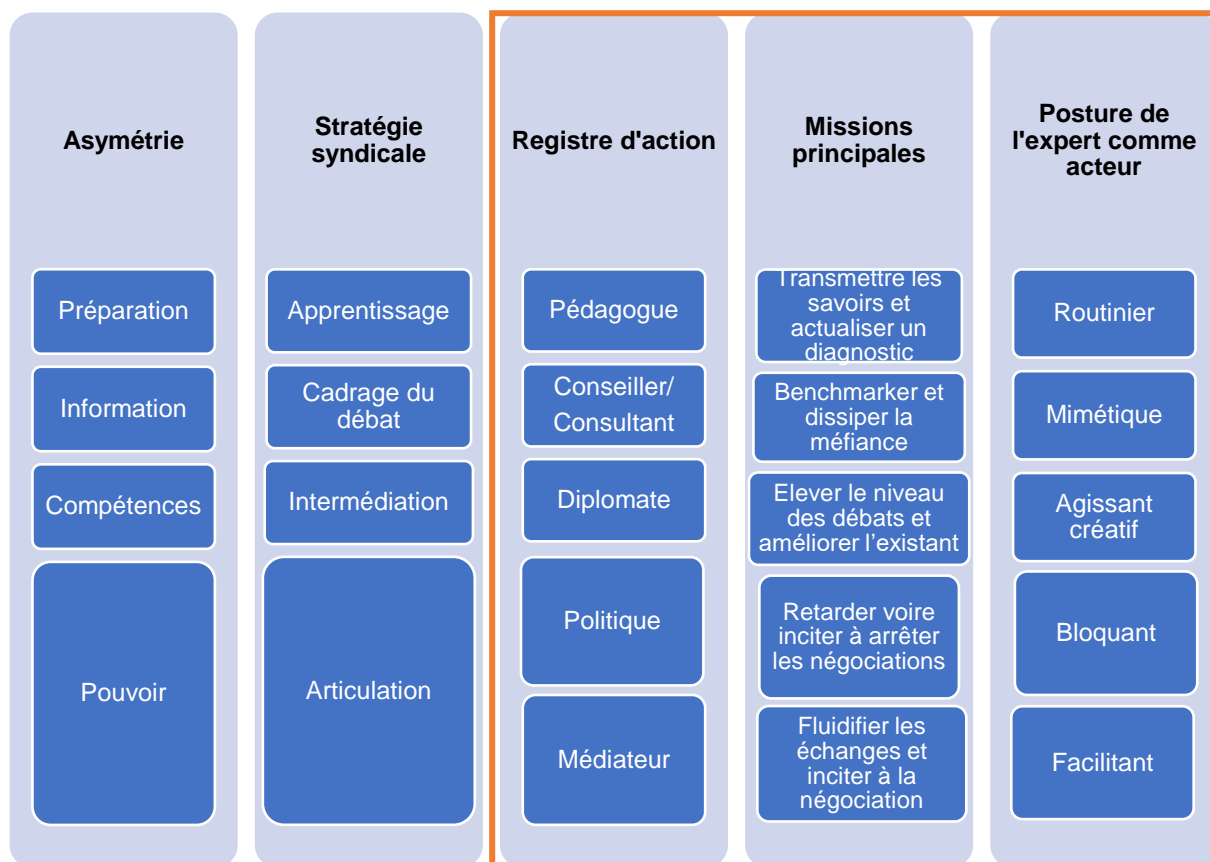 Asymétrie
Préparation
Information
Compétences
Pouvoir
Stratégie
syndicale
Apprentissage
Cadrage du
débat
Intermédiation
Articulation
Registre d'action
Pédagogue
Conseiller/
Consultant
Diplomate
Politique
Médiateur
Missions
principales
Transmettre les
savoirs et
actualiser un
diagnostic
Benchmarker et
dissiper la
méfiance
Elever le niveau
des débats et
améliorer l’existant
Retarder voire
inciter à arrêter
les négociations
Fluidifier les
échanges et
inciter à la
négociation
Posture de
l'expert comme
acteur
Routinier
Mimétique
Agissant
créatif
Bloquant
Facilitant